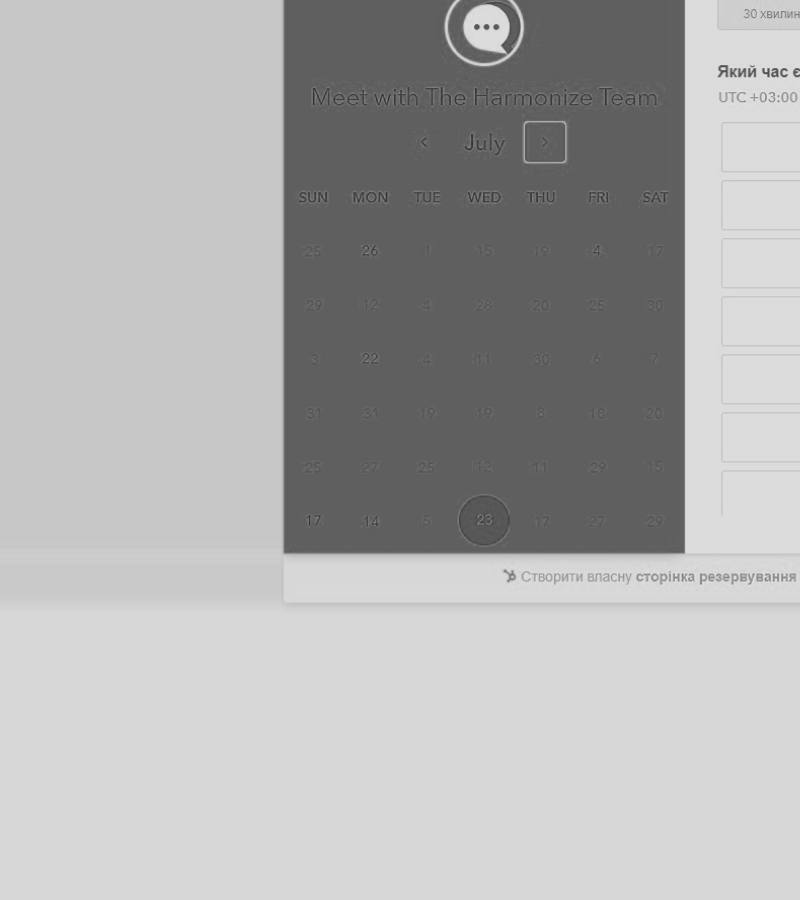 30 хвилин
Який час є
UTC +03:00
Meet with The Harmonize Team
July
SUN MON TUE WED THU FRI SAT
25 26 1 15 19 4 17
29 12 4 28 20 25 30
3 22 4 11 30 6 7
31 31 19 19 8 18 20
25 27 25 12 11 29 15
17 14 5 23 17 27 29
Створити власну сторінка резервування